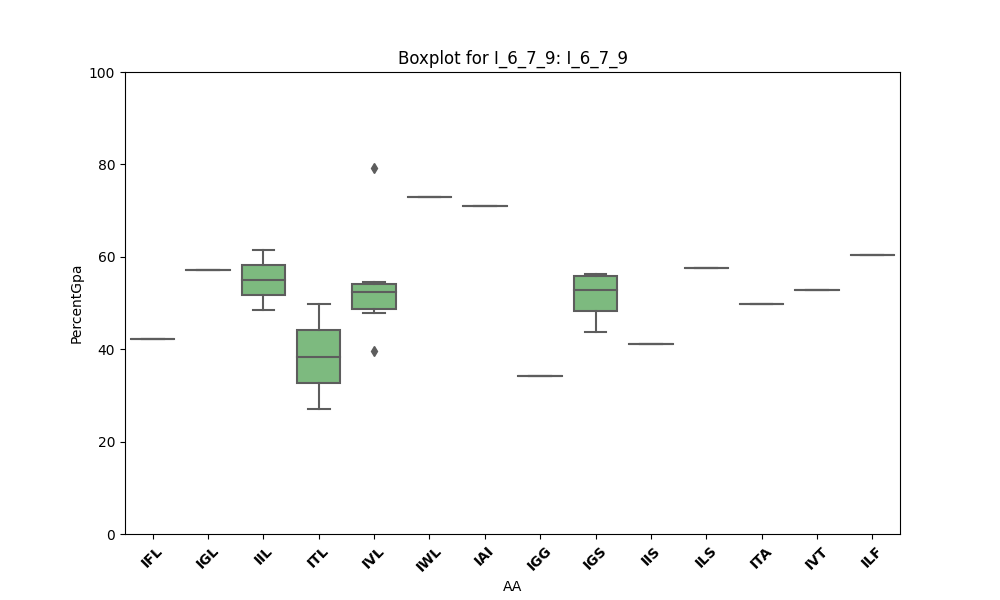 Boxplot for I_6_7_9: I_6_7_9
PercentGpa
100
80
60
40
20
0
IFL IGL IIL ITL IVL IWL IAI IGG IGS IIS ILS ITA IVT ILF
AA